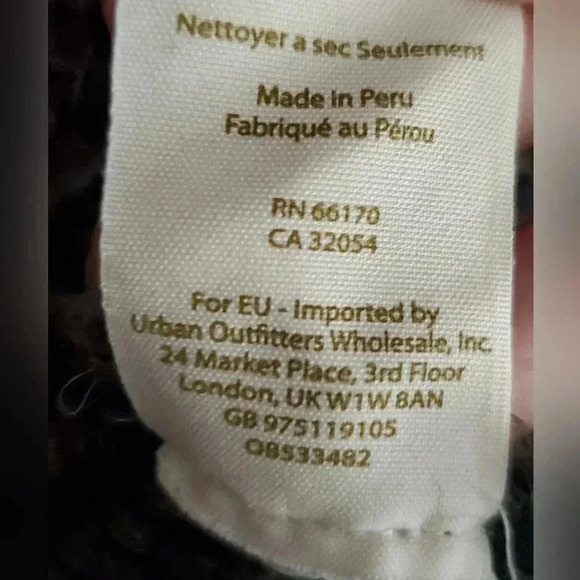 Nettoyer a sec Seulement
Made in Peru
Fabriqué au Pérou
RN 66170
CA 32054
For EU - Imported by
Urban Outfitters Wholesale, Inc.
24 Market Place, 3rd Floor
London, UK W1W 8AN
GB 975119105
OB533482